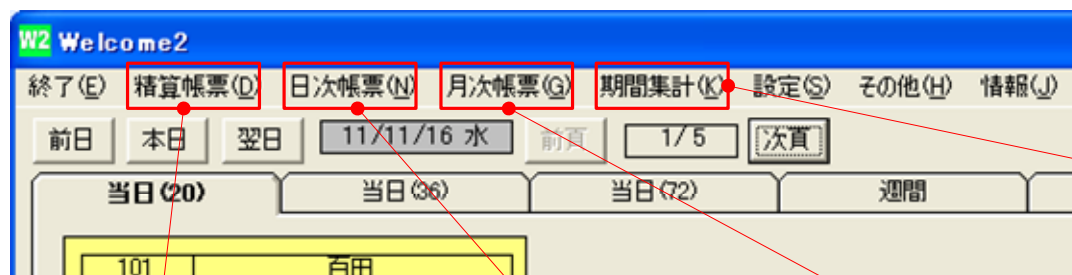 W2 Welcome2
終了(E) 精算帳票(D) 日次帳票(N) 月次帳票(G) 期間集計(K) 設定(S) その他(H) 情報(J)
前日 本日 翌日 11/11/16 水 前頁 1/5 次頁
当日(20) 当日(36) 当日(72) 週間
101 百田